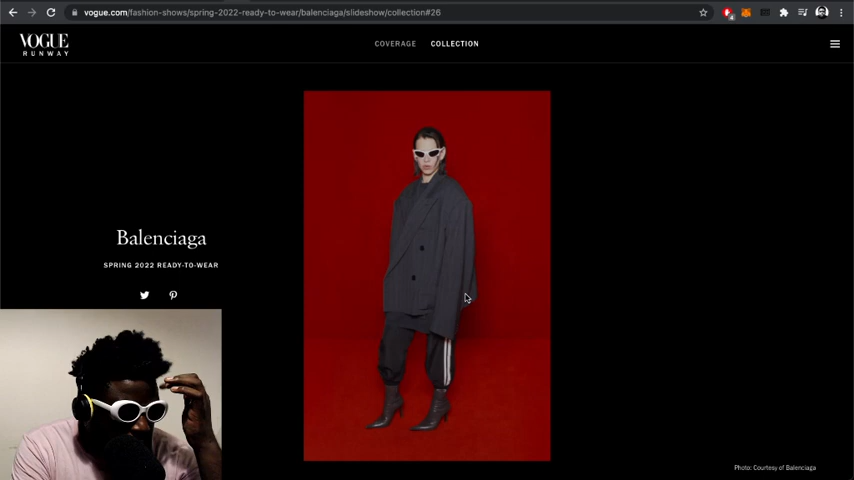 vogue.com/fashion-shows/spring-2022-ready-to-wear/balenciaga/slideshow/collection#26
4
VOGUE
RUNWAY
COVERAGE
COLLECTION
Balenciaga
SPRING 2022 READY-TO-WEAR
Photo: Courtesy of Balenciaga